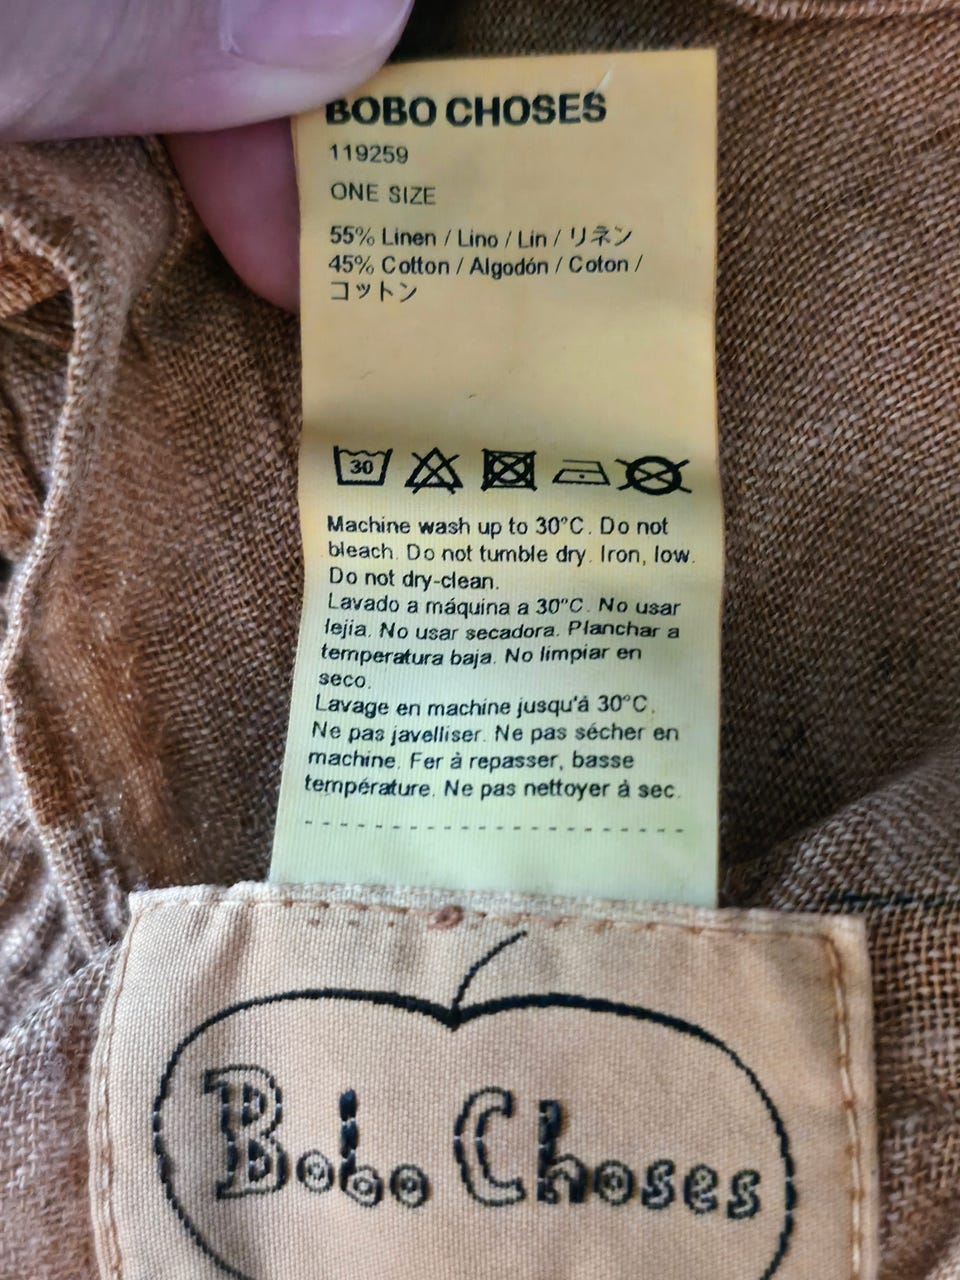 BOBO CHOSES
119259
ONE SIZE
55% Linen / Lino / Lin / リネン
45% Cotton / Algodón / Coton /
コットン
30
Machine wash up to 30°C. Do not
bleach. Do not tumble dry. Iron, low.
Do not dry-clean.
Lavado a máquina a 30°C. No usar
lejia. No usar secadora. Planchar a
temperatura baja. No limpiar en
seco.
Lavage en machine jusqu'á 30°C.
Ne pas javelliser. Ne pas sécher en
machine. Fer à repasser, basse
température. Ne pas nettoyer à sec.
Bobo Choses